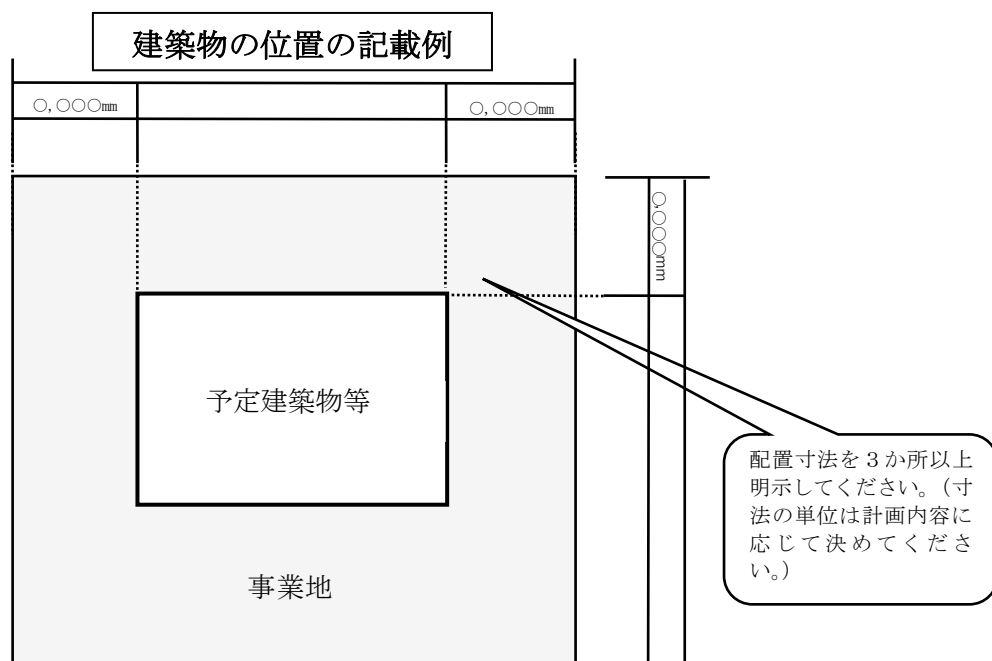 建築物の位置の記載例
○,○○○mm
○,○○○mm
○,○○○mm
予定建築物等
配置寸法を３か所以上
明示してください。（寸
法の単位は計画内容に
応じて決めてくださ
い。）
事業地